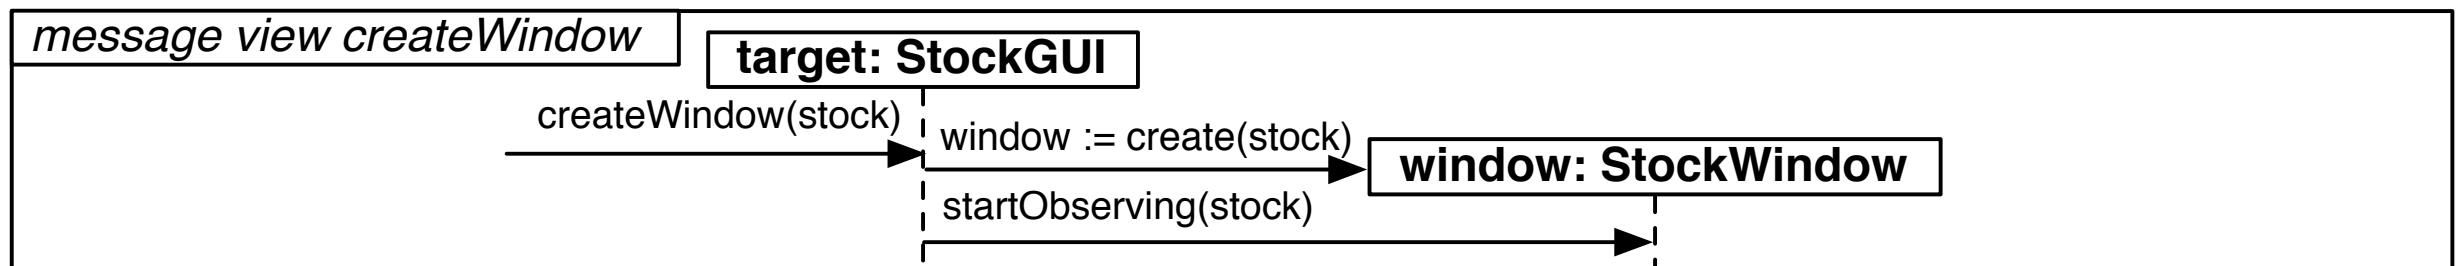 message view createWindow
target: StockGUI
createWindow(stock)
window := create(stock)
window: StockWindow
startObserving(stock)